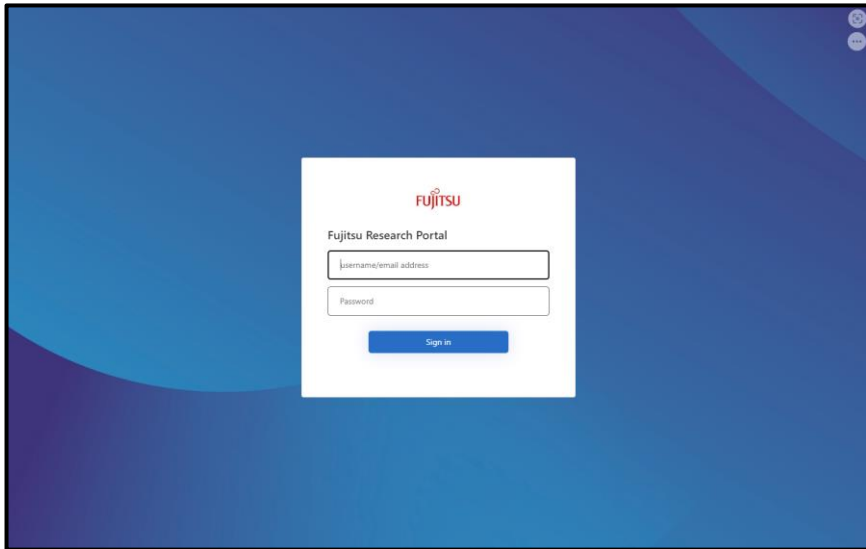 FUJITSU
Fujitsu Research Portal
username/email address
Password
Sign in